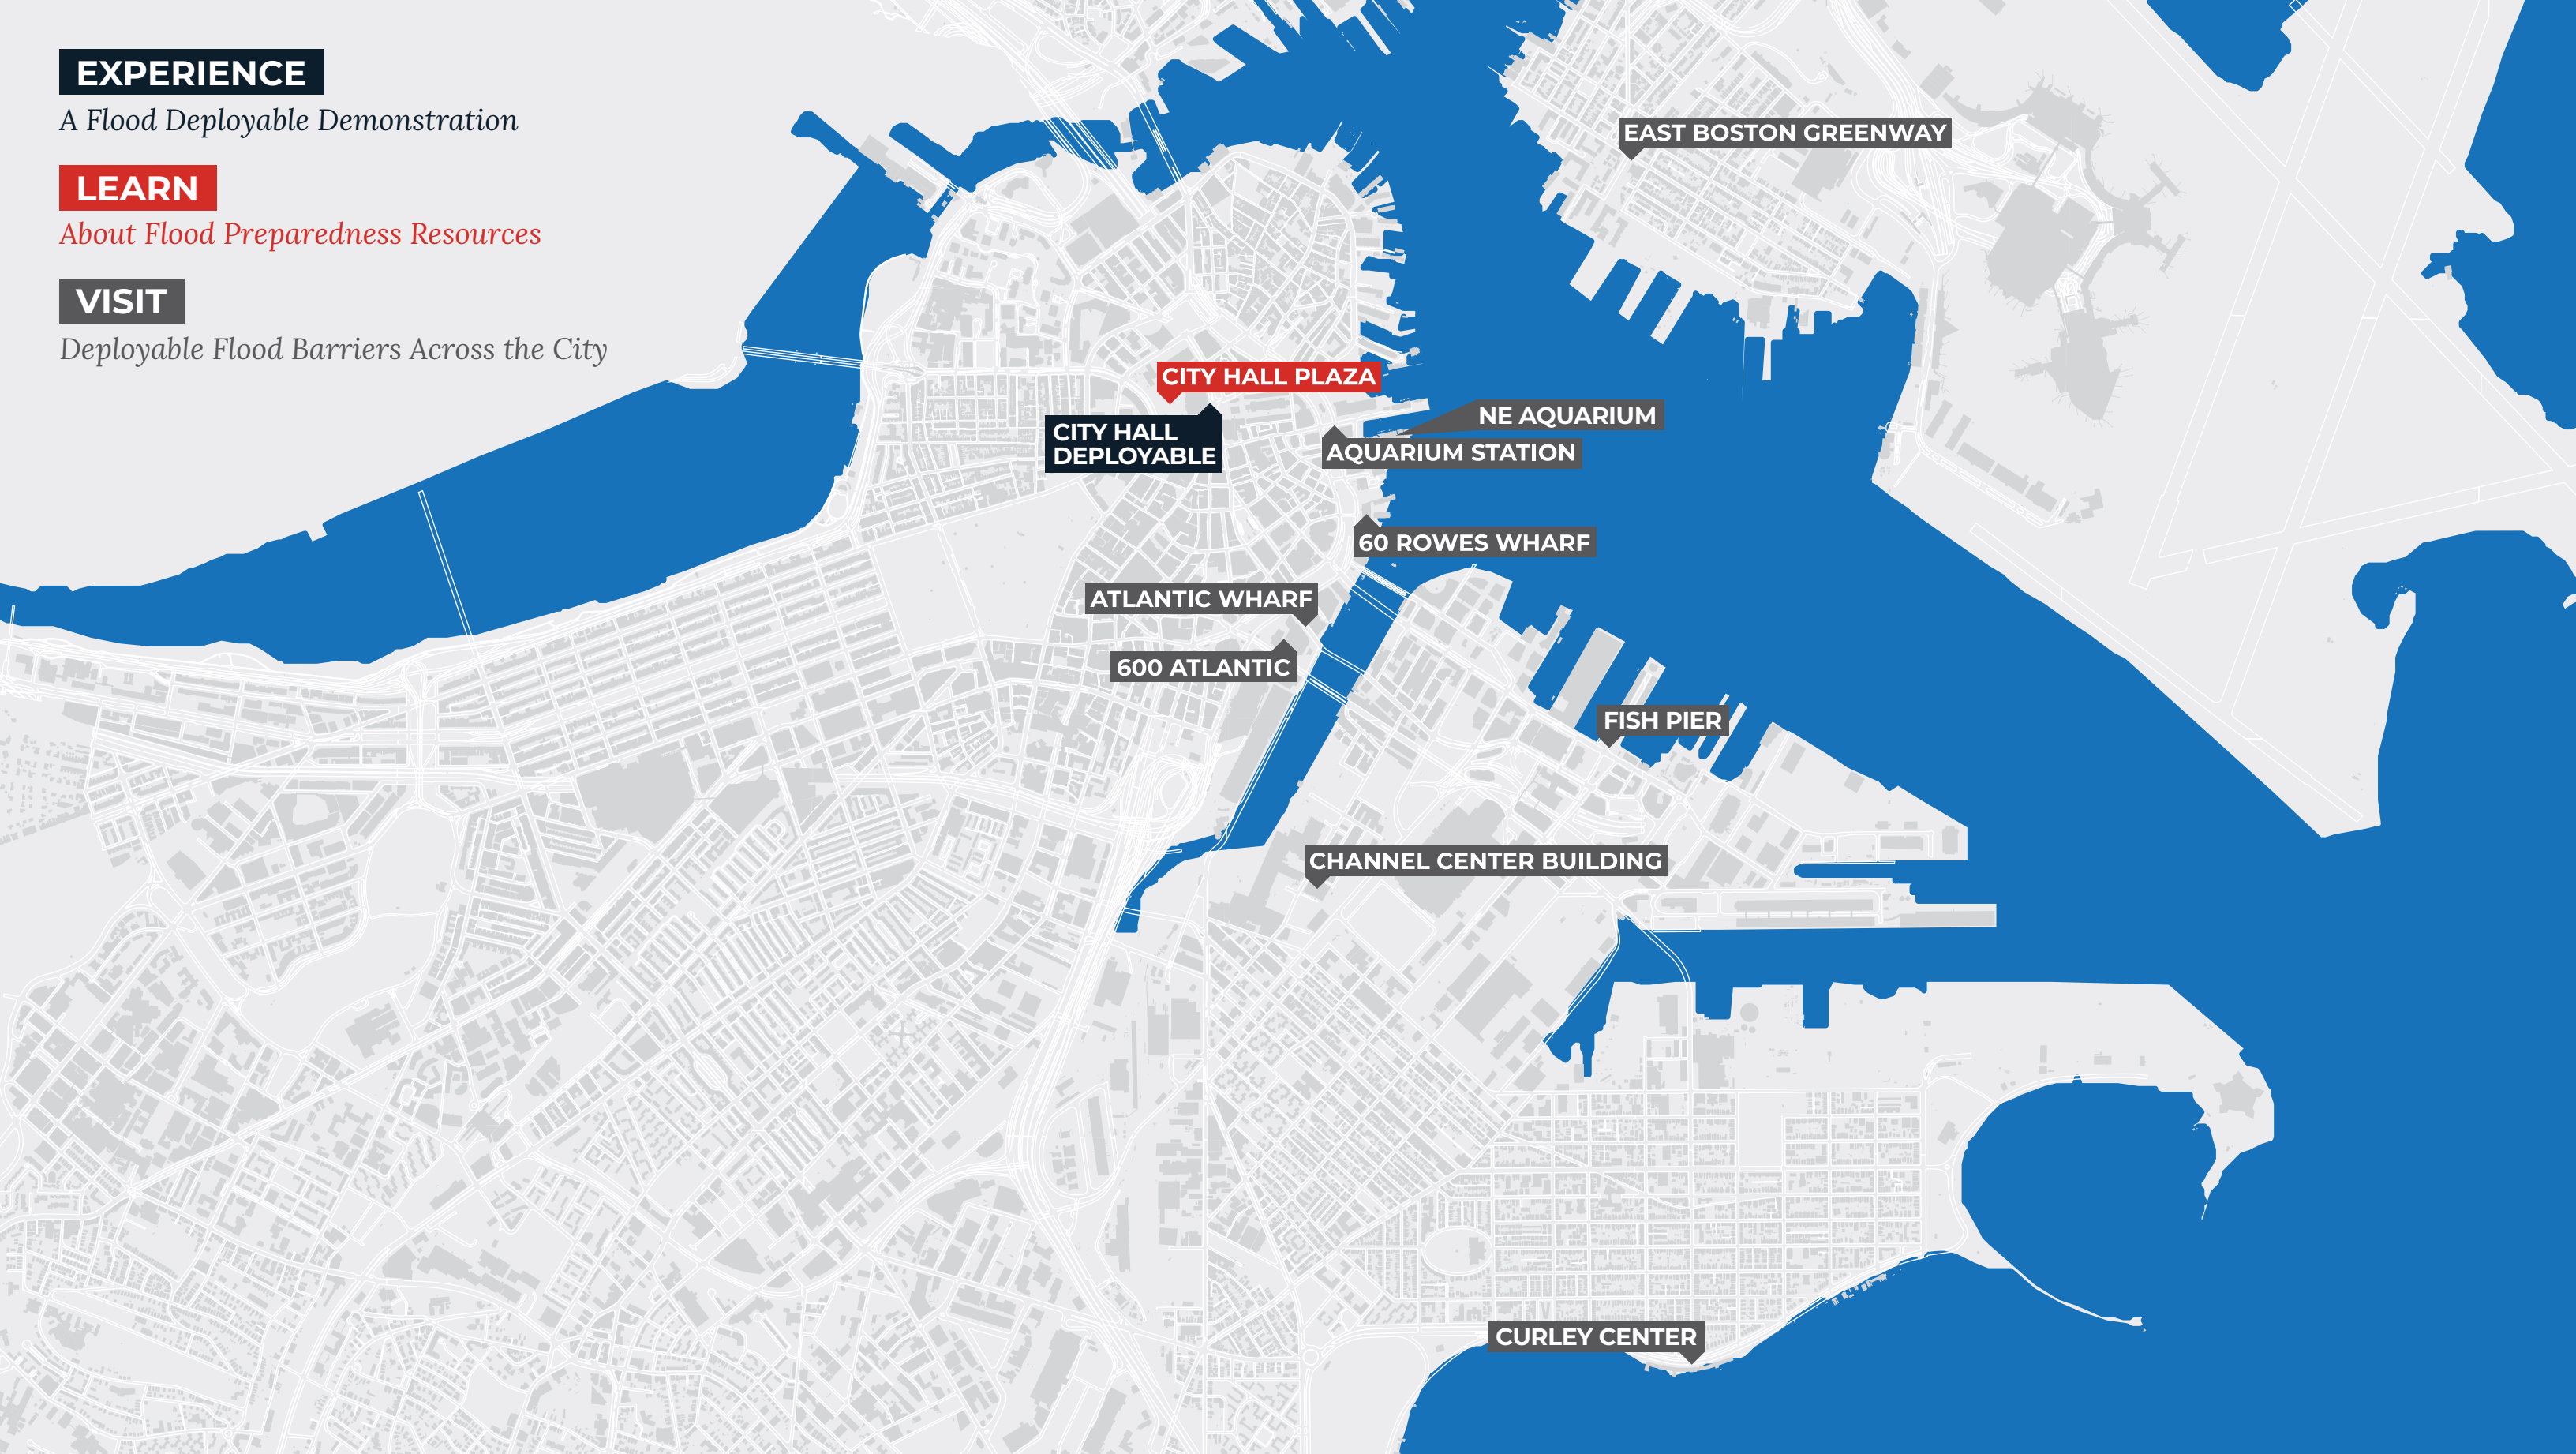 EXPERIENCE
A Flood Deployable Demonstration
LEARN
About Flood Preparedness Resources
VISIT
Deployable Flood Barriers Across the City
EAST BOSTON GREENWAY
CITY HALL PLAZA
CITY HALL
DEPLOYABLE
NE AQUARIUM
AQUARIUM STATION
60 ROWES WHARF
ATLANTIC WHARF
600 ATLANTIC
FISH PIER
CHANNEL CENTER BUILDING
CURLEY CENTER